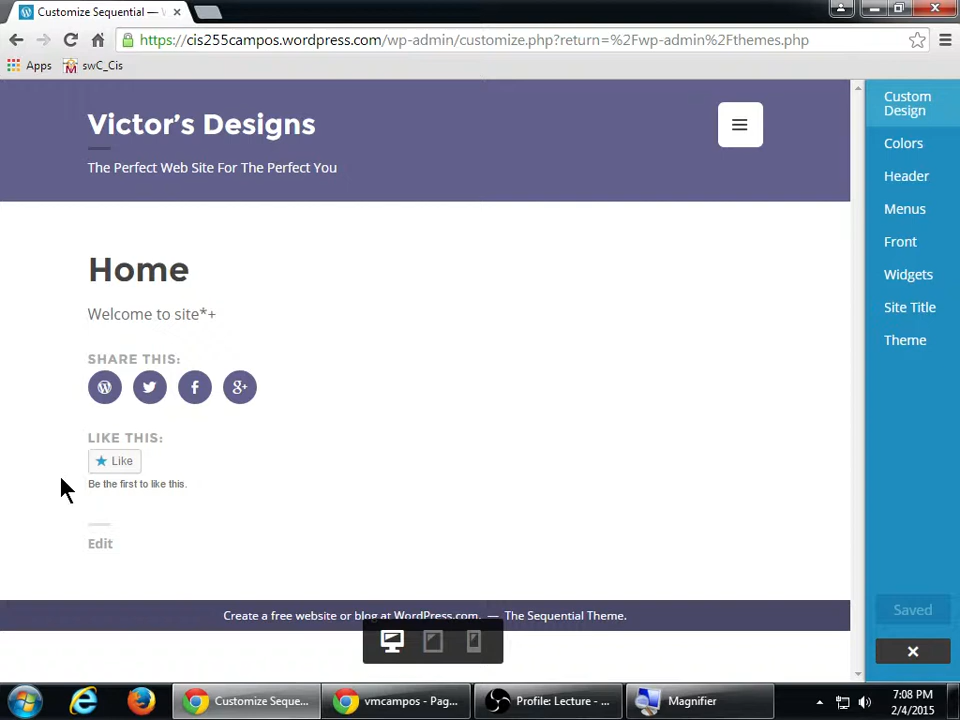 Customize Sequential — W
https://cis255campos.wordpress.com/wp-admin/customize.php?return=%2Fwp-admin%2Fthemes.php
Apps swC_Cis
Victor's Designs
The Perfect Web Site For The Perfect You
Home
Welcome to site*+
SHARE THIS:
LIKE THIS:
Like
Be the first to like this.
Edit
Create a free website or blog at WordPress.com. — The Sequential Theme.
Custom
Design
Colors
Header
Menus
Front
Widgets
Site Title
Theme
Saved
Customize Seque... vmcampos - Pag... Profile: Lecture - ... Magnifier
7:08 PM
2/4/2015